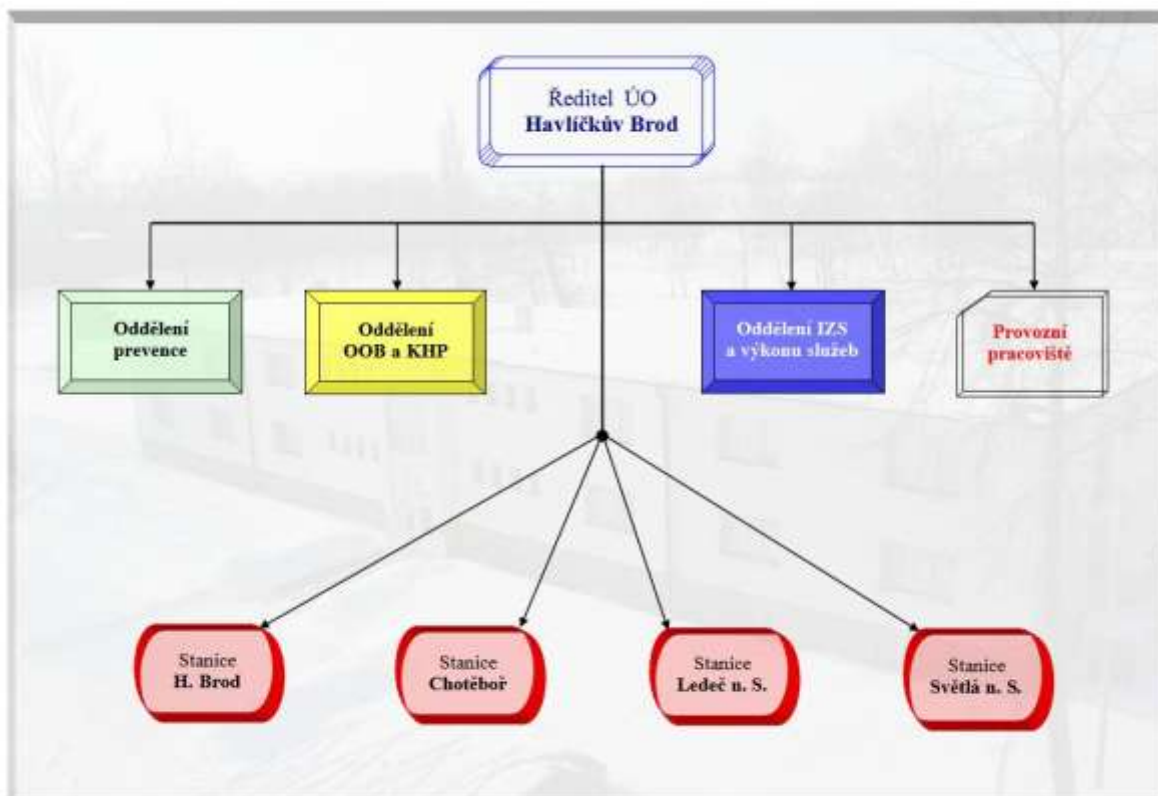 Ředitel ÚO
Havlíčkův Brod
Oddělení
prevence
Oddělení
OOB a KHP
Oddělení IZS
a výkonu služeb
Provozní
pracoviště
Stanice
H. Brod
Stanice
Chotěboř
Stanice
Ledeč n. S.
Stanice
Světlá n. S.